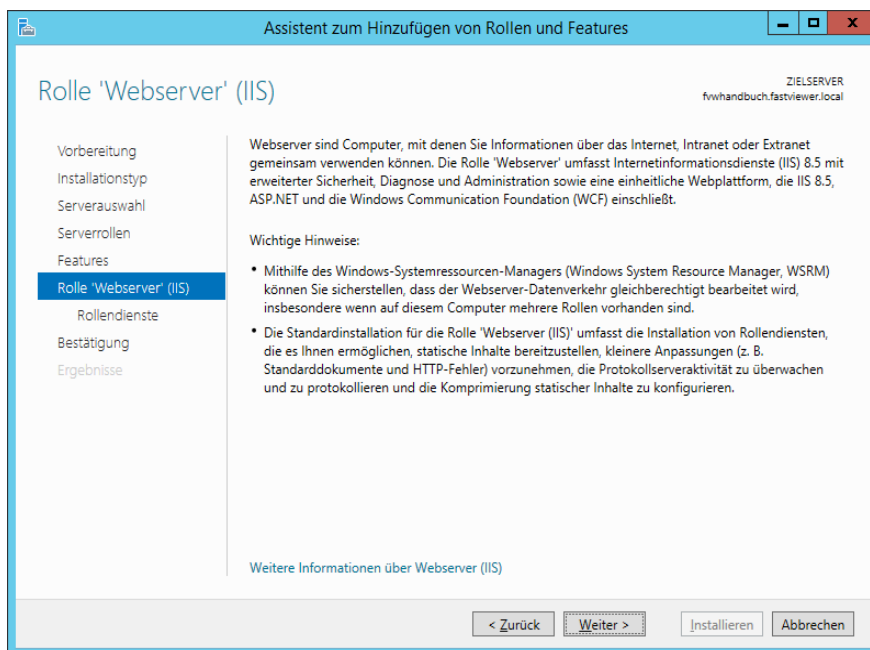 Assistent zum Hinzufügen von Rollen und Features
Rolle 'Webserver' (IIS)
ZIELSERVER
fvwhandbuch.fastviewer.local
Vorbereitung
Installationstyp
Serverauswahl
Serverrollen
Features
Rolle 'Webserver' (IIS)
Rollendienste
Bestätigung
Ergebnisse
Webserver sind Computer, mit denen Sie Informationen über das Internet, Intranet oder Extranet
gemeinsam verwenden können. Die Rolle 'Webserver' umfasst Internetinformationsdienste (IIS) 8.5 mit
erweiterter Sicherheit, Diagnose und Administration sowie eine einheitliche Webplattform, die IIS 8.5,
ASP.NET und die Windows Communication Foundation (WCF) einschließt.
Wichtige Hinweise:
• Mithilfe des Windows-Systemressourcen-Managers (Windows System Resource Manager, WSRM)
können Sie sicherstellen, dass der Webserver-Datenverkehr gleichberechtigt bearbeitet wird,
insbesondere wenn auf diesem Computer mehrere Rollen vorhanden sind.
• Die Standardinstallation für die Rolle 'Webserver (IIS)' umfasst die Installation von Rollendiensten,
die es Ihnen ermöglichen, statische Inhalte bereitzustellen, kleinere Anpassungen (z. B.
Standarddokumente und HTTP-Fehler) vorzunehmen, die Protokollserveraktivität zu überwachen
und zu protokollieren und die Komprimierung statischer Inhalte zu konfigurieren.
Weitere Informationen über Webserver (IIS)
< Zurück
Weiter >
Installieren
Abbrechen